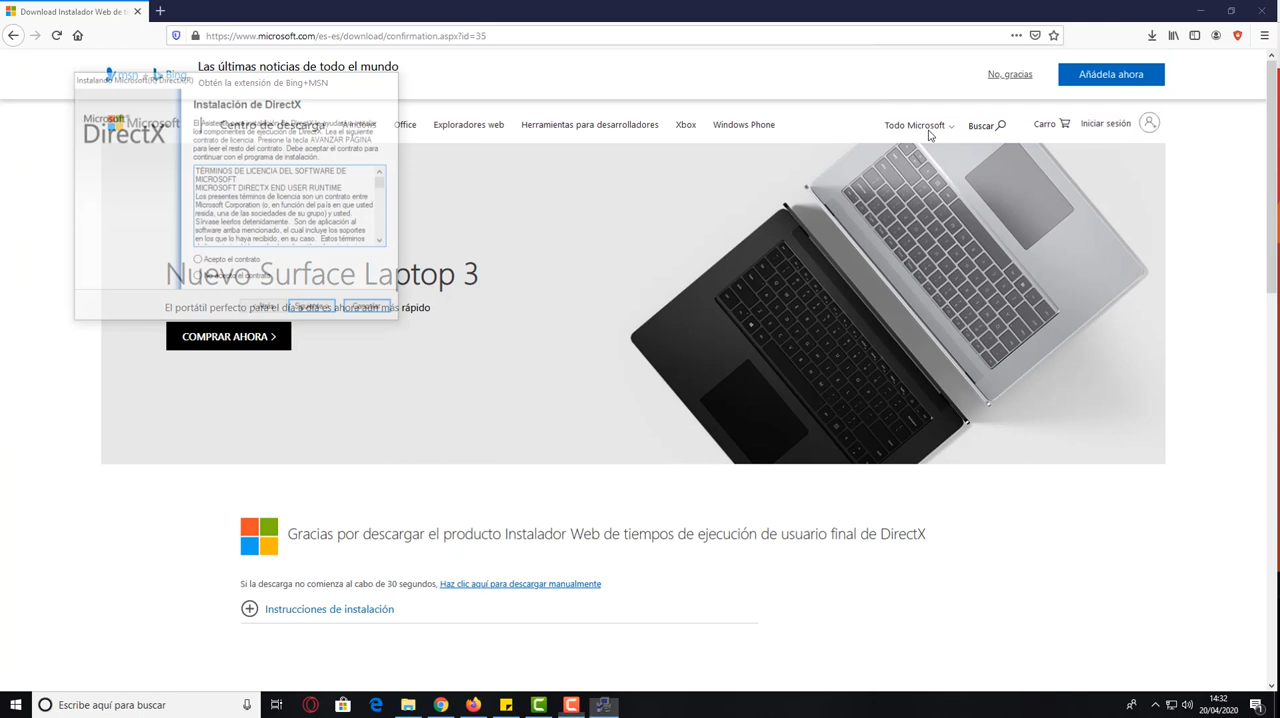 Download Instalador Web de ti
https://www.microsoft.com/es-es/download/confirmation.aspx?id=35
msn
Bing
Las últimas noticias de todo el mundo
Obtén la extensión de Bing+MSN
No, gracias
Añádela ahora
Instalando Microsoft(R) DirectX(R)
Instalación de DirectX
Microsoft
DirectX
Microsoft
Centro de descarga
Windows
Office
Exploradores web
Herramientas para desarrolladores
Xbox
Windows Phone
Todo Microsoft
Buscar
Carro
Iniciar sesión
los componentes de ejecución de DirectX. Lea el siguiente
contrato de licencia. Presione la tecla AVANZAR PÁGINA
para leer el resto del contrato. Debe aceptar el contrato para
continuar con el programa de instalación.
TÉRMINOS DE LICENCIA DEL SOFTWARE DE
MICROSOFT
MICROSOFT DIRECTX END USER RUNTIME
Los presentes términos de licencia son un contrato entre
Microsoft Corporation (o, en función del país en que usted
resida, una de las sociedades de su grupo) y usted.
Sírvase leerlos detenidamente. Son de aplicación al
software arriba mencionado, el cual incluye los soportes
en los que lo haya recibido, en su caso. Estos términos
Acepto el contrato
No acepto el contrato
Nuevo Surface Laptop 3
< Atrás
Siguiente >
Cancelar
El portátil perfecto para el día a día es ahora aún más rápido
COMPRAR AHORA
Gracias por descargar el producto Instalador Web de tiempos de ejecución de usuario final de DirectX
Si la descarga no comienza al cabo de 30 segundos, Haz clic aquí para descargar manualmente
Instrucciones de instalación
Escribe aquí para buscar
14:32
20/04/2020
1